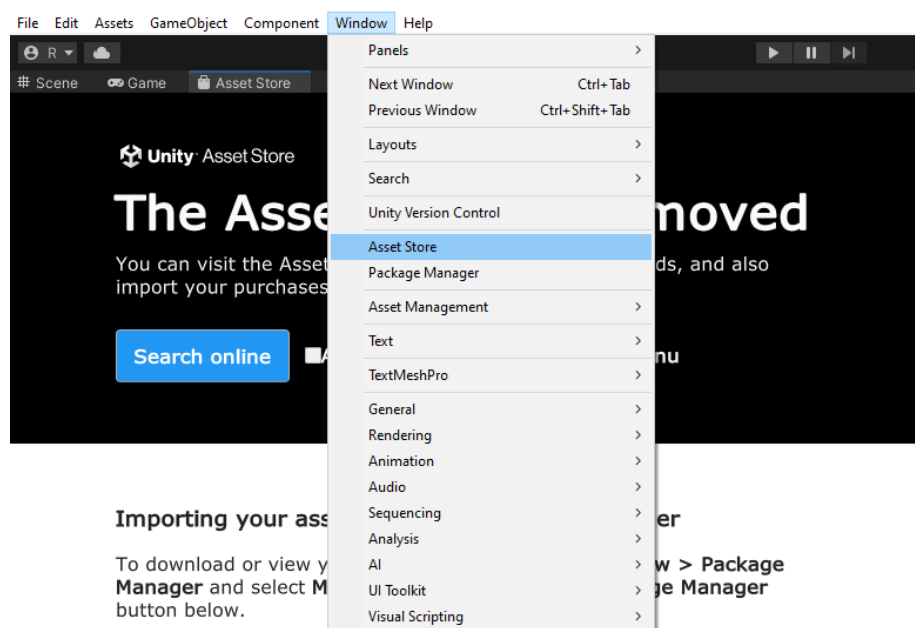 File Edit Assets GameObject Component Window Help
R
# Scene Game Asset Store
Panels
Next Window Ctrl+Tab
Previous Window Ctrl+Shift+Tab
Layouts
Search
Unity Version Control
Asset Store
Package Manager
Asset Management
Text
TextMeshPro
General
Rendering
Animation
Audio
Sequencing
Analysis
AI
UI Toolkit
Visual Scripting
Unity Asset Store
The Asse moved
You can visit the Asset ds, and also
import your purchases
Search online A nu
Importing your ass er
To download or view y w > Package
Manager and select M ge Manager
button below.